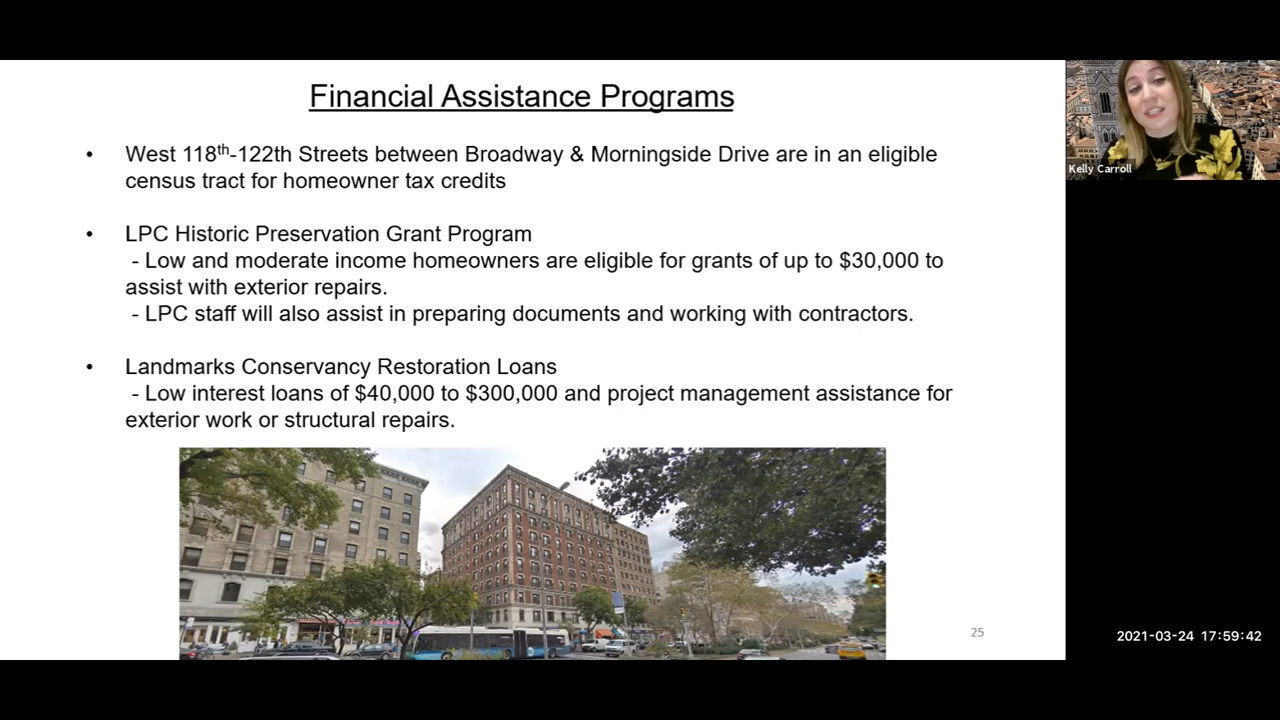 Financial Assistance Programs
• West 118th-122th Streets between Broadway & Morningside Drive are in an eligible
census tract for homeowner tax credits
• LPC Historic Preservation Grant Program
- Low and moderate income homeowners are eligible for grants of up to $30,000 to
assist with exterior repairs.
- LPC staff will also assist in preparing documents and working with contractors.
• Landmarks Conservancy Restoration Loans
- Low interest loans of $40,000 to $300,000 and project management assistance for
exterior work or structural repairs.
25
Kelly Carroll
2021-03-24 17:59:42